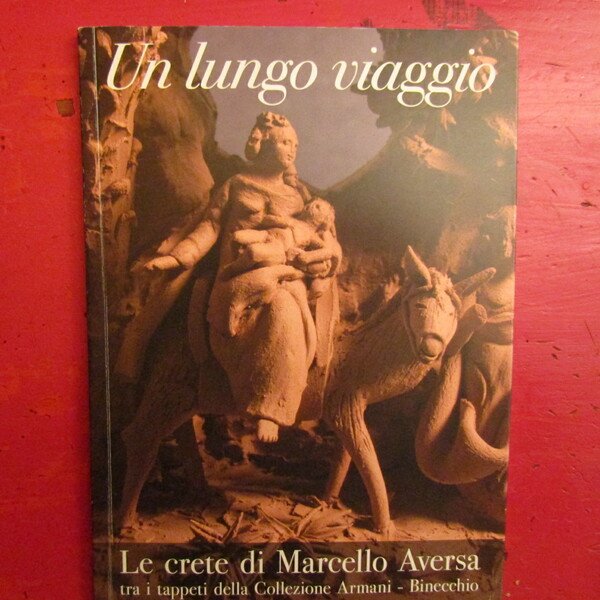 Un lungo viaggio
Le crete di Marcello Aversa
tra i tappeti della Collezione Armani - Binecchio